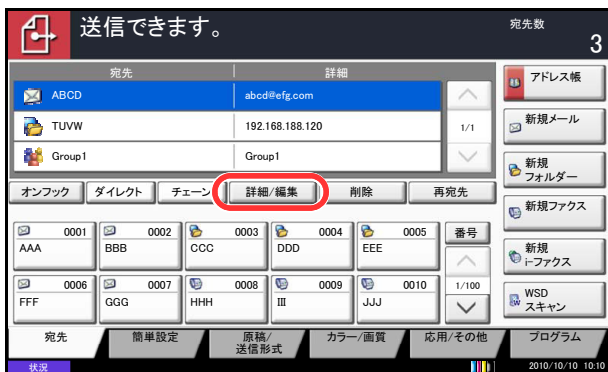 送信できます。
宛先数
3
宛先 詳細
ABCD abcd@efg.com
TUVW 192.168.188.120
Group1 Group1
1/1
オンフック ダイレクト チェーン 詳細/編集 削除 再宛先
0001 0002 0003 0004 0005
AAA BBB CCC DDD EEE
0006 0007 0008 0009 0010
FFF GGG HHH III JJJ
番号
1/100
アドレス帳
新規メール
新規
フォルダー
新規ファクス
新規
i-ファクス
WSD
スキャン
宛先 簡単設定 原稿/
送信形式 カラー/画質 応用/その他 プログラム
状況 2010/10/10 10:10